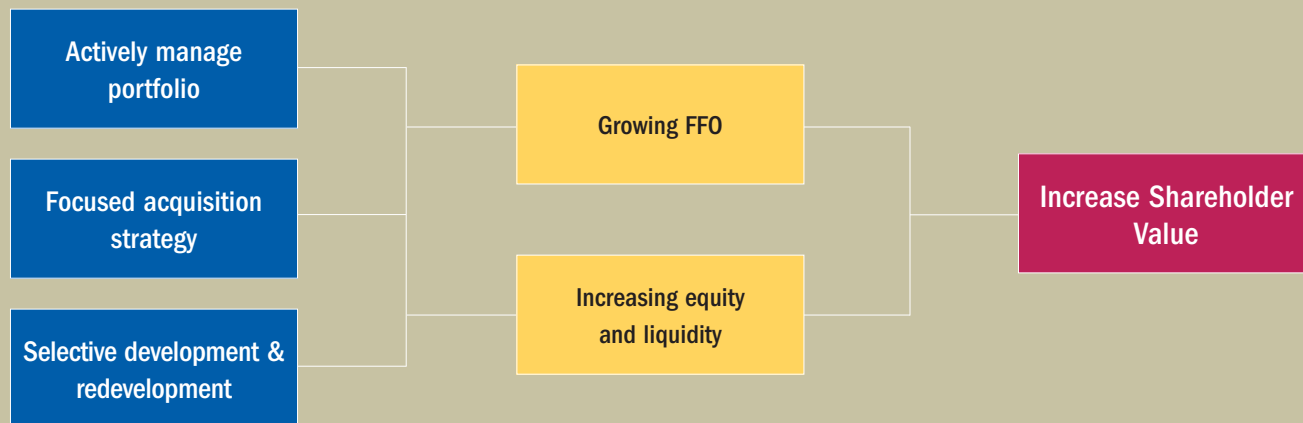 Actively manage
portfolio
Focused acquisition
strategy
Selective development &
redevelopment
Growing FFO
Increasing equity
and liquidity
Increase Shareholder
Value